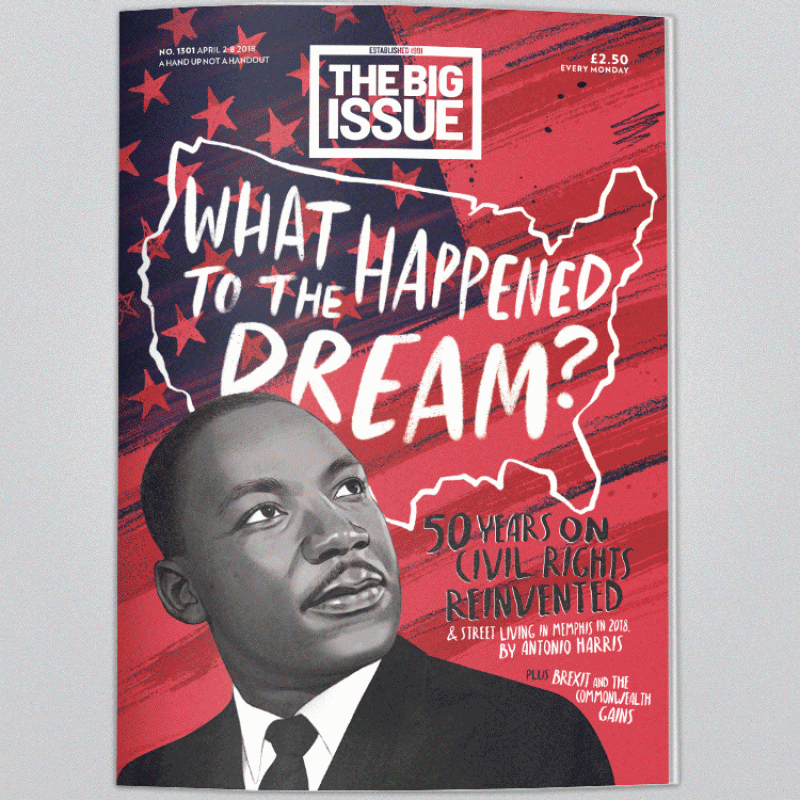 NO. 1301 APRIL 2-8 2018
A HAND UP NOT A HANDOUT
ESTABLISHED 1991
THE BIG
ISSUE
£2.50
EVERY MONDAY
WHAT HAPPENED
TO THE
DREAM?
50 YEARS ON
CIVIL RIGHTS
REINVENTED
& STREET LIVING IN MEMPHIS IN 2018,
BY ANTONIO HARRIS
PLUS BREXIT AND THE
COMMONWEALTH
GAINS